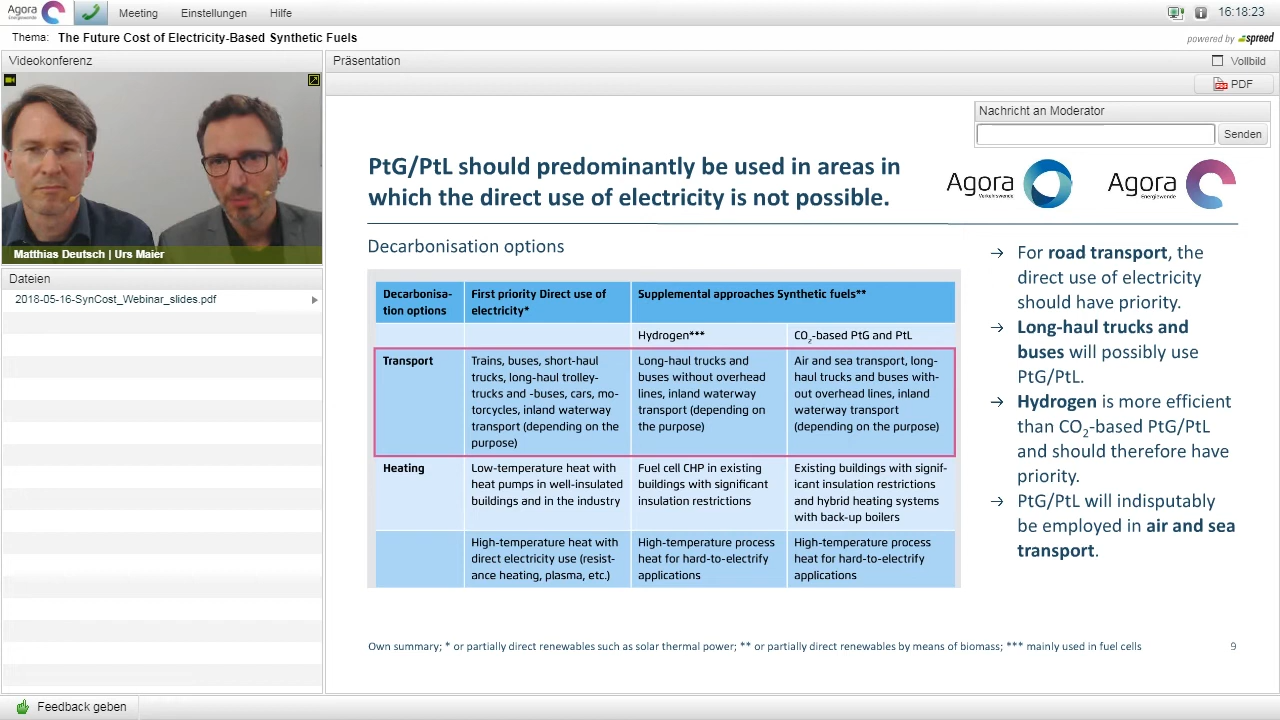 Agora
Energiewende
Meeting
Einstellungen
Hilfe
16:18:23
Thema: The Future Cost of Electricity-Based Synthetic Fuels
powered by spreed
Videokonferenz
Präsentation
Vollbild
PDF
Nachricht an Moderator
Senden
Matthias Deutsch | Urs Maier
Dateien
2018-05-16-SynCost_Webinar_slides.pdf
PtG/PtL should predominantly be used in areas in
which the direct use of electricity is not possible.
Agora
Verkehrswende
Agora
Energiewende
Decarbonisation options
Decarbonisa-
tion options
First priority Direct use of
electricity*
Supplemental approaches Synthetic fuels**
Hydrogen***
CO2-based PtG and PtL
Transport
Trains, buses, short-haul
trucks, long-haul trolley-
trucks and -buses, cars, mo-
torcycles, inland waterway
transport (depending on the
purpose)
Long-haul trucks and
buses without overhead
lines, inland waterway
transport (depending on
the purpose)
Air and sea transport, long-
haul trucks and buses with-
out overhead lines, inland
waterway transport
(depending on the purpose)
Heating
Low-temperature heat with
heat pumps in well-insulated
buildings and in the industry
Fuel cell CHP in existing
buildings with significant
insulation restrictions
Existing buildings with signif-
icant insulation restrictions
and hybrid heating systems
with back-up boilers
High-temperature heat with
direct electricity use (resist-
ance heating, plasma, etc.)
High-temperature process
heat for hard-to-electrify
applications
High-temperature process
heat for hard-to-electrify
applications
→ For road transport, the
direct use of electricity
should have priority.
→ Long-haul trucks and
buses will possibly use
PtG/PtL.
→ Hydrogen is more efficient
than CO2-based PtG/PtL
and should therefore have
priority.
→ PtG/PtL will indisputably
be employed in air and sea
transport.
Own summary; * or partially direct renewables such as solar thermal power; ** or partially direct renewables by means of biomass; *** mainly used in fuel cells
9
Feedback geben